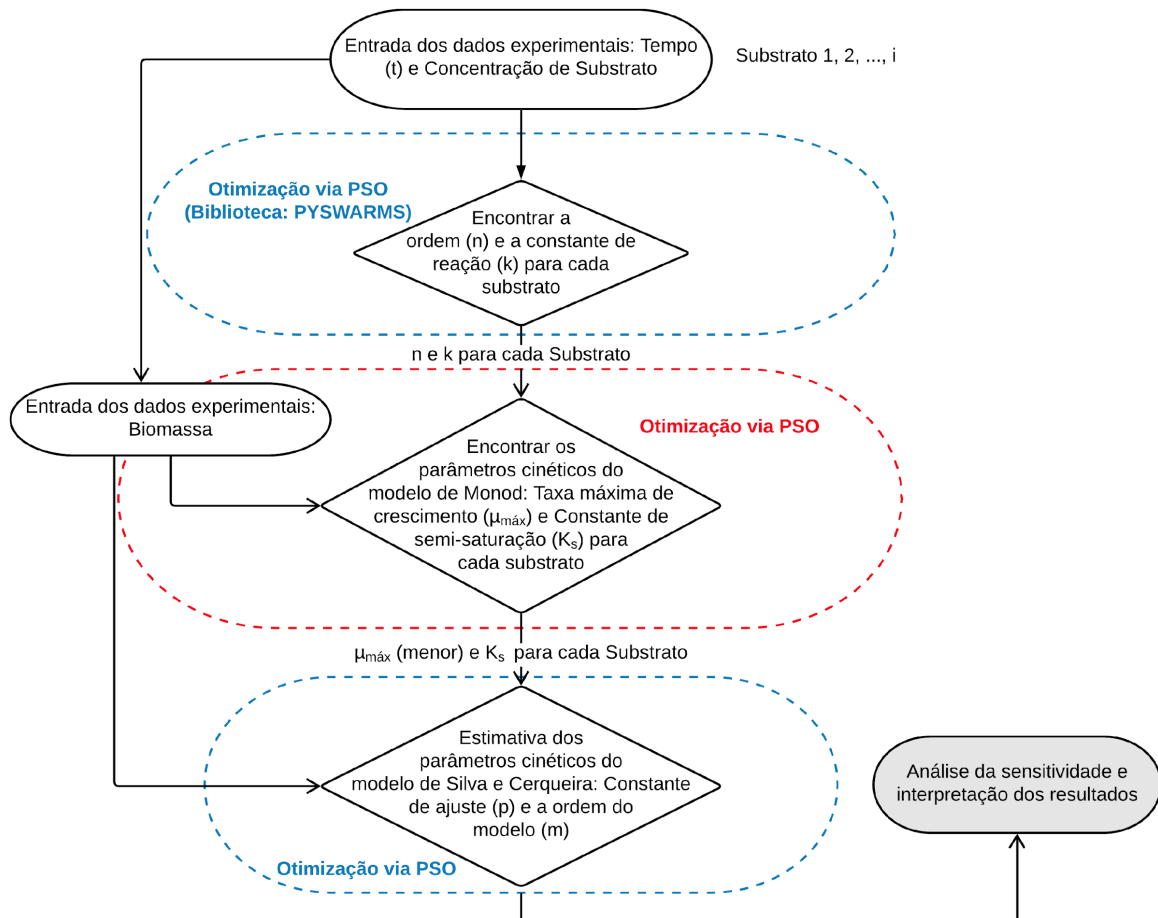 Entrada dos dados experimentais: Tempo
(t) e Concentração de Substrato
Substrato 1, 2, ..., i
Otimização via PSO
(Biblioteca: PYSWARMS)
Encontrar a
ordem (n) e a constante de
reação (k) para cada
substrato
n e k para cada Substrato
Entrada dos dados experimentais:
Biomassa
Otimização via PSO
Encontrar os
parâmetros cinéticos do
modelo de Monod: Taxa máxima de
crescimento (μmáx) e Constante de
semi-saturação (Ks) para
cada substrato
μmáx (menor) e Ks para cada Substrato
Estimativa dos
parâmetros cinéticos do
modelo de Silva e Cerqueira: Constante
de ajuste (p) e a ordem do
modelo (m)
Otimização via PSO
Análise da sensitividade e
interpretação dos resultados